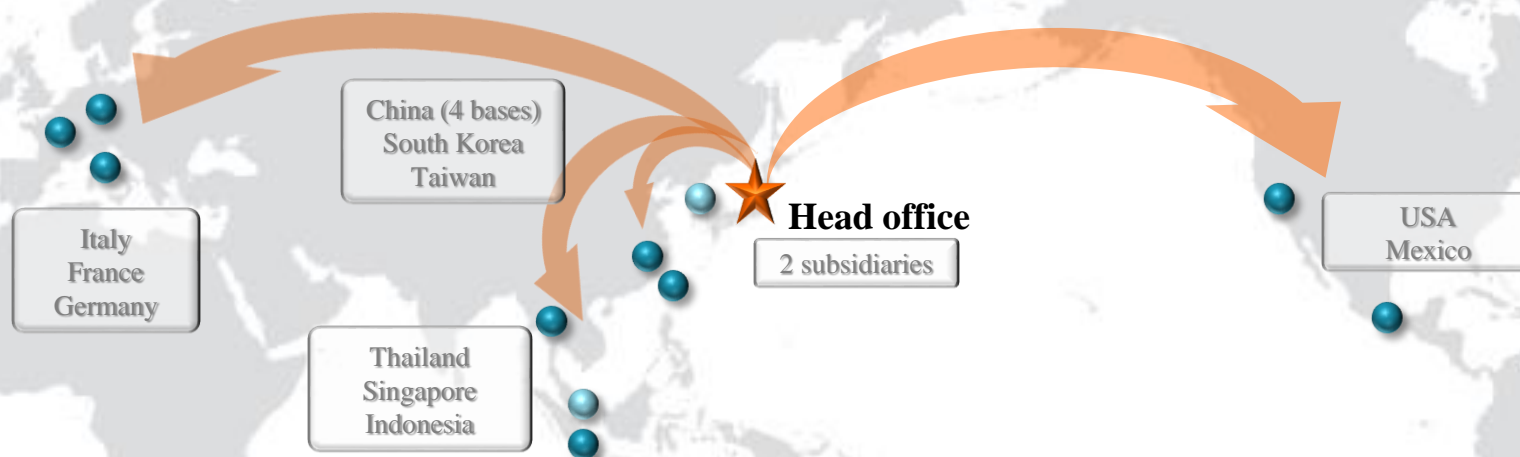 China (4 bases)
South Korea
Taiwan
Head office
2 subsidiaries
USA
Mexico
Italy
France
Germany
Thailand
Singapore
Indonesia